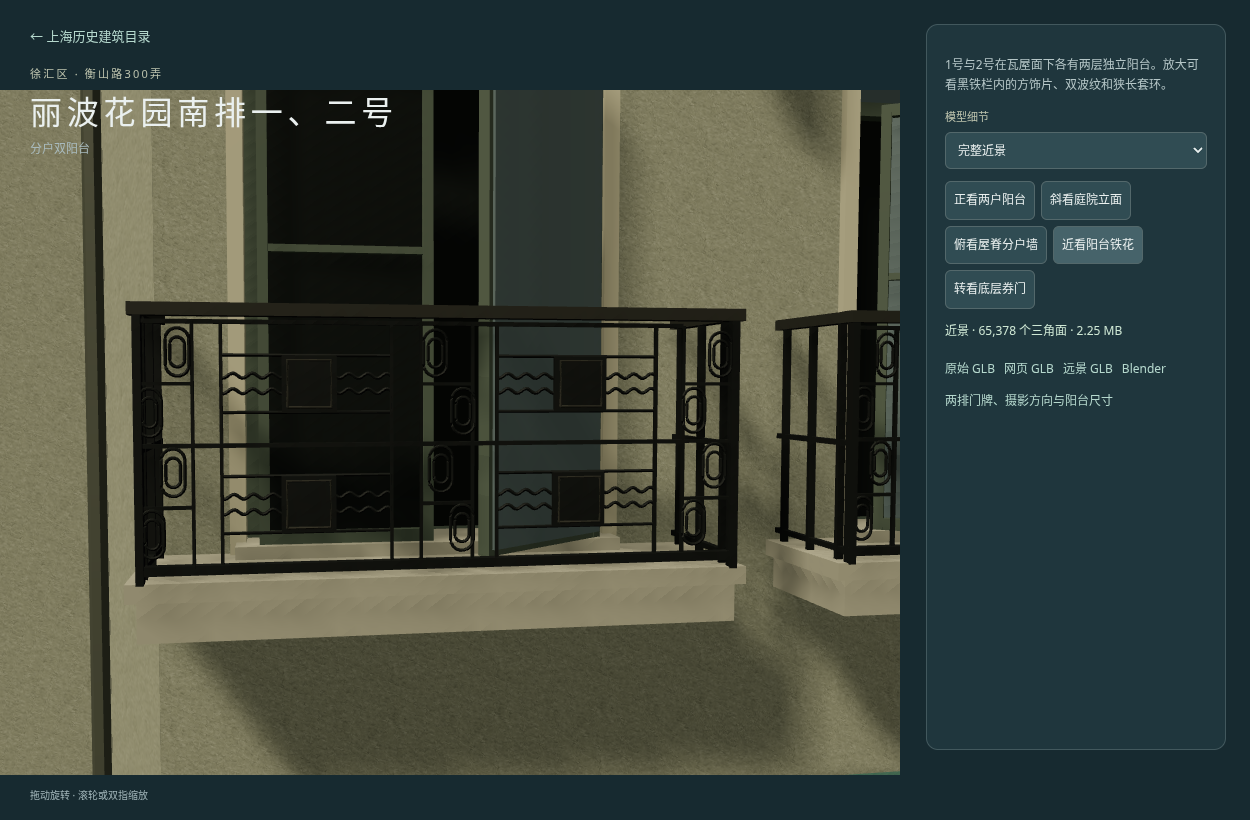 ← 上海历史建筑目录
徐汇区 · 衡山路300弄
丽波花园南排一、二号
分户双阳台
1号与2号在瓦屋面下各有两层独立阳台。放大可
看黑铁栏内的方饰片、双波纹和狭长套环。
模型细节
完整近景
正看两户阳台 斜看庭院立面
俯看屋脊分户墙 近看阳台铁花
转看底层券门
近景 · 65,378 个三角面 · 2.25 MB
原始 GLB 网页 GLB 远景 GLB Blender
两排门牌、摄影方向与阳台尺寸
拖动旋转 · 滚轮或双指缩放